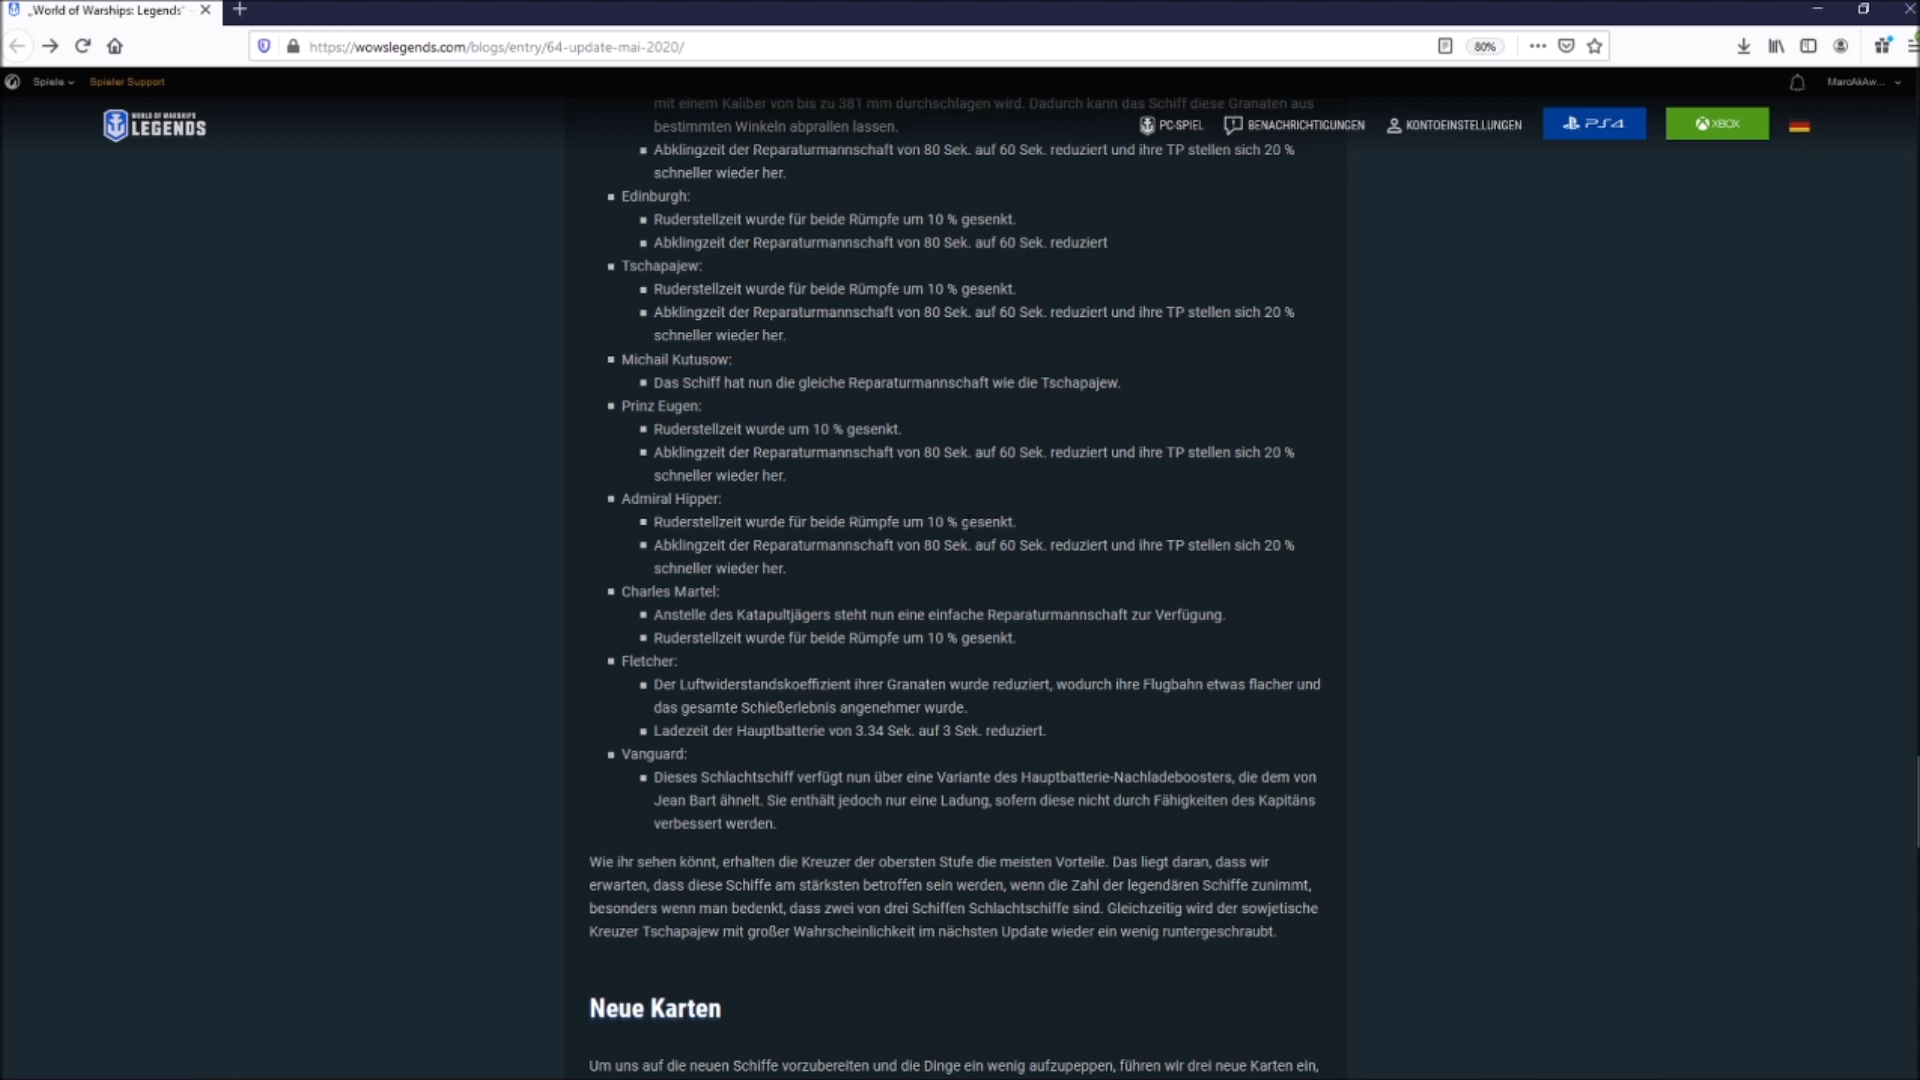 „World of Warships: Legends“
https://wowslegends.com/blogs/entry/64-update-mai-2020/
80%
Spiele
Spieler Support
MaroAkAw...
WORLD OF WARSHIPS
LEGENDS
PC-SPIEL
BENACHRICHTIGUNGEN
KONTOEINSTELLUNGEN
PS4
XBOX
mit einem Kaliber von bis zu 381 mm durchschlagen wird. Dadurch kann das Schiff diese Granaten aus
bestimmten Winkeln abprallen lassen.
Abklingzeit der Reparaturmannschaft von 80 Sek. auf 60 Sek. reduziert und ihre TP stellen sich 20 %
schneller wieder her.
Edinburgh:
Ruderstellzeit wurde für beide Rümpfe um 10 % gesenkt.
Abklingzeit der Reparaturmannschaft von 80 Sek. auf 60 Sek. reduziert
Tschapajew:
Ruderstellzeit wurde für beide Rümpfe um 10 % gesenkt.
Abklingzeit der Reparaturmannschaft von 80 Sek. auf 60 Sek. reduziert und ihre TP stellen sich 20 %
schneller wieder her.
Michail Kutusow:
Das Schiff hat nun die gleiche Reparaturmannschaft wie die Tschapajew.
Prinz Eugen:
Ruderstellzeit wurde um 10 % gesenkt.
Abklingzeit der Reparaturmannschaft von 80 Sek. auf 60 Sek. reduziert und ihre TP stellen sich 20 %
schneller wieder her.
Admiral Hipper:
Ruderstellzeit wurde für beide Rümpfe um 10 % gesenkt.
Abklingzeit der Reparaturmannschaft von 80 Sek. auf 60 Sek. reduziert und ihre TP stellen sich 20 %
schneller wieder her.
Charles Martel:
Anstelle des Katapultjägers steht nun eine einfache Reparaturmannschaft zur Verfügung.
Ruderstellzeit wurde für beide Rümpfe um 10 % gesenkt.
Fletcher:
Der Luftwiderstandskoeffizient ihrer Granaten wurde reduziert, wodurch ihre Flugbahn etwas flacher und
das gesamte Schießerlebnis angenehmer wurde.
Ladezeit der Hauptbatterie von 3.34 Sek. auf 3 Sek. reduziert.
Vanguard:
Dieses Schlachtschiff verfügt nun über eine Variante des Hauptbatterie-Nachladeboosters, die dem von
Jean Bart ähnelt. Sie enthält jedoch nur eine Ladung, sofern diese nicht durch Fähigkeiten des Kapitäns
verbessert werden.
Wie ihr sehen könnt, erhalten die Kreuzer der obersten Stufe die meisten Vorteile. Das liegt daran, dass wir
erwarten, dass diese Schiffe am stärksten betroffen sein werden, wenn die Zahl der legendären Schiffe zunimmt,
besonders wenn man bedenkt, dass zwei von drei Schiffen Schlachtschiffe sind. Gleichzeitig wird der sowjetische
Kreuzer Tschapajew mit großer Wahrscheinlichkeit im nächsten Update wieder ein wenig runtergeschraubt.
Neue Karten
Um uns auf die neuen Schiffe vorzubereiten und die Dinge ein wenig aufzupeppen, führen wir drei neue Karten ein,